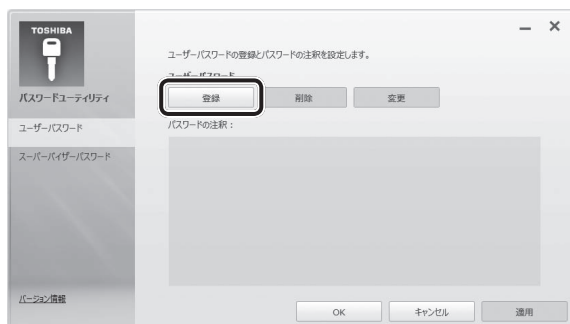 TOSHIBA
パスワードユーティリティ
ユーザーパスワード
スーパーバイザーパスワード
バージョン情報
ユーザーパスワードの登録とパスワードの注釈を設定します。
ユーザーパスワード
登録 削除 変更
パスワードの注釈：
OK キャンセル 適用